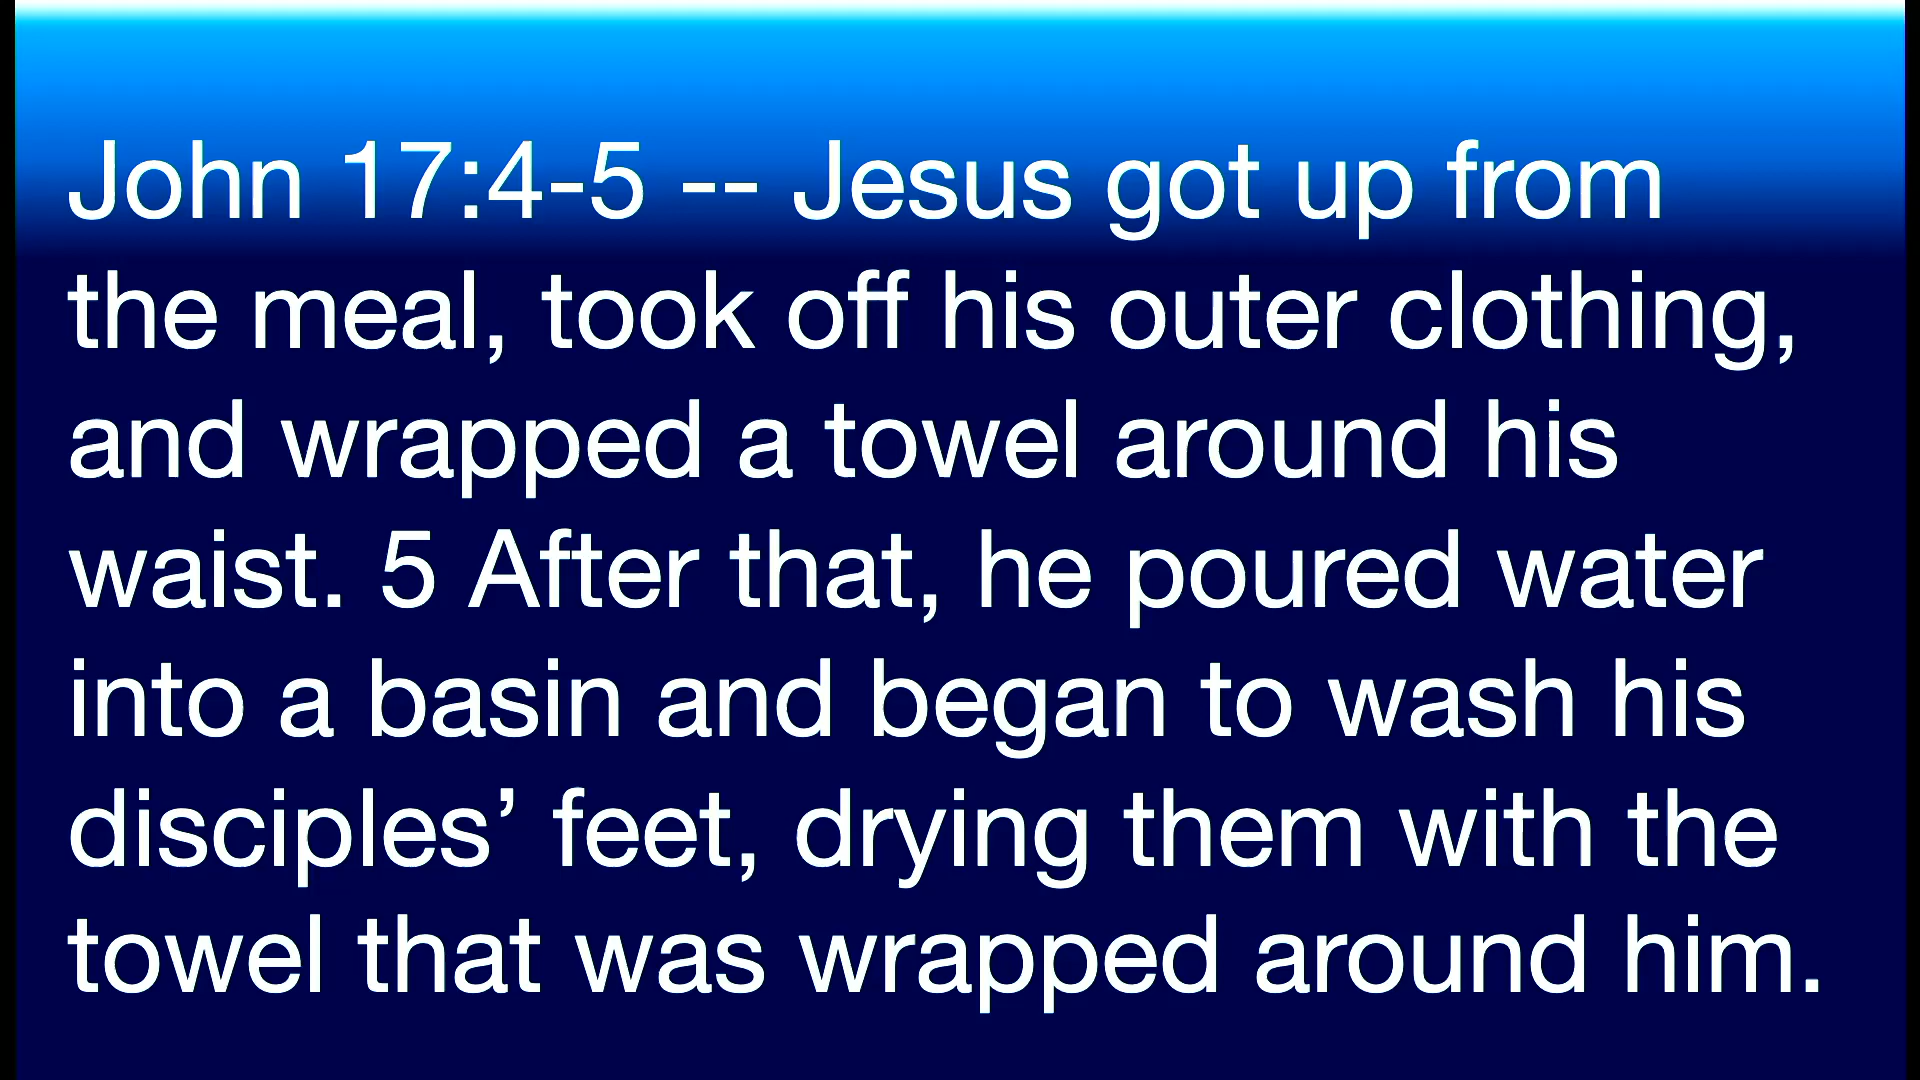 John 17:4-5 -- Jesus got up from
the meal, took off his outer clothing,
and wrapped a towel around his
waist. 5 After that, he poured water
into a basin and began to wash his
disciples’ feet, drying them with the
towel that was wrapped around him.